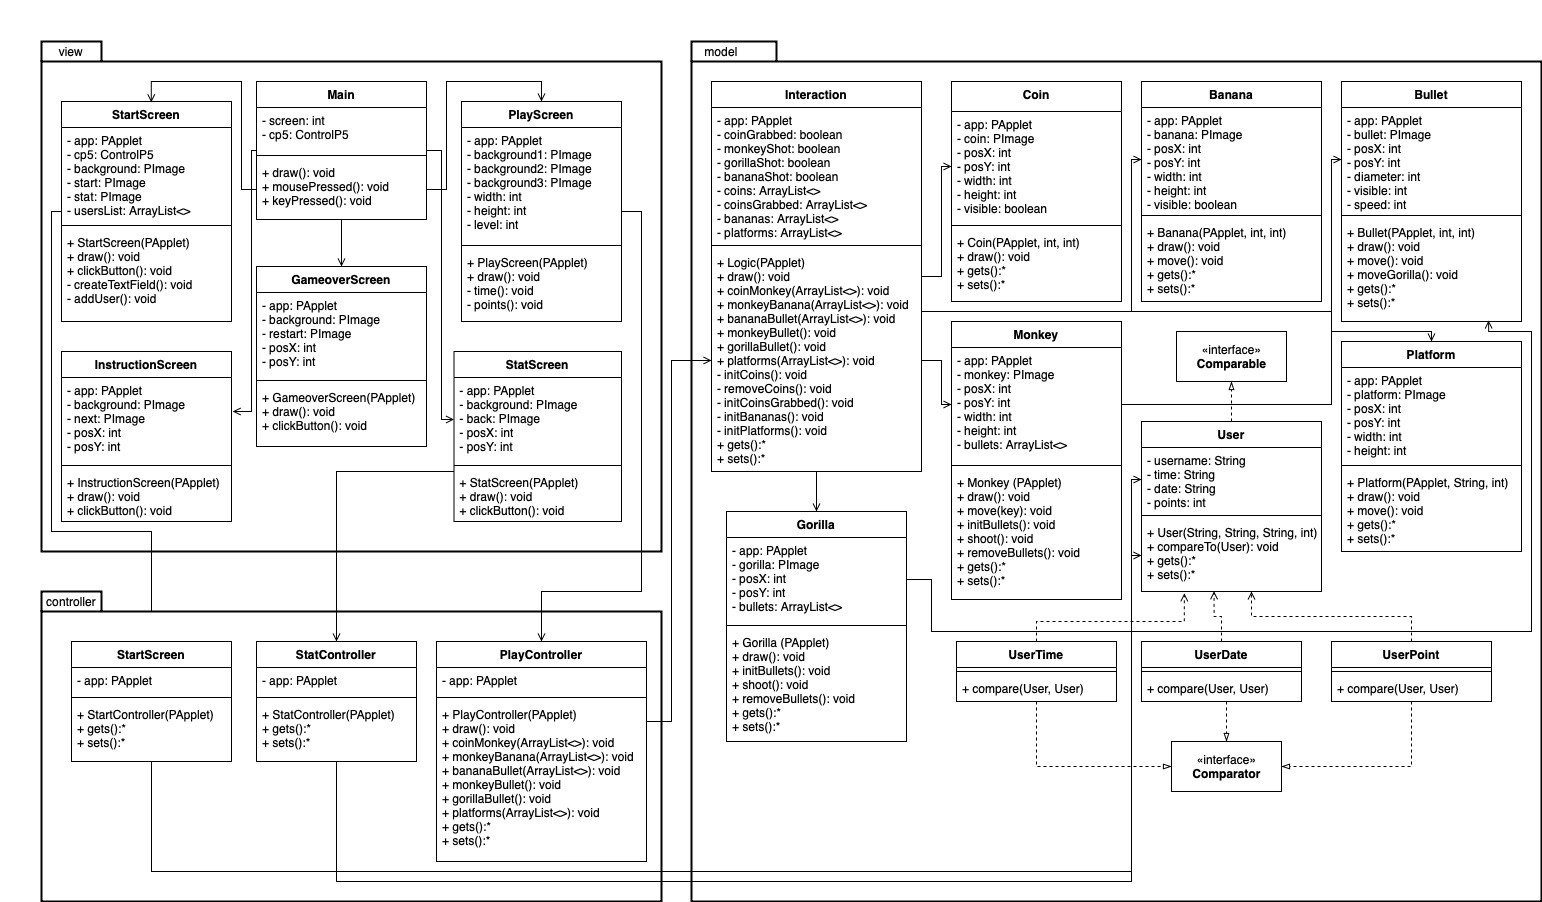 view
StartScreen
- app: PApplet
- cp5: ControlP5
- background: PImage
- start: PImage
- stat: PImage
- usersList: ArrayList<>
+ StartScreen(PApplet)
+ draw(): void
+ clickButton(): void
- createTextField(): void
- addUser(): void
Main
- screen: int
- cp5: ControlP5
+ draw(): void
+ mousePressed(): void
+ keyPressed(): void
PlayScreen
- app: PApplet
- background1: PImage
- background2: PImage
- background3: PImage
- width: int
- height: int
- level: int
+ PlayScreen(PApplet)
+ draw(): void
- time(): void
- points(): void
GameoverScreen
- app: PApplet
- background: PImage
- restart: PImage
- posX: int
- posY: int
+ GameoverScreen(PApplet)
+ draw(): void
+ clickButton(): void
InstructionScreen
- app: PApplet
- background: PImage
- next: PImage
- posX: int
- posY: int
+ InstructionScreen(PApplet)
+ draw(): void
+ clickButton(): void
StatScreen
- app: PApplet
- background: PImage
- back: PImage
- posX: int
- posY: int
+ StatScreen(PApplet)
+ draw(): void
+ clickButton(): void
controller
StartScreen
- app: PApplet
+ StartController(PApplet)
+ gets():*
+ sets():*
StatController
- app: PApplet
+ StatController(PApplet)
+ gets():*
+ sets():*
PlayController
- app: PApplet
+ PlayController(PApplet)
+ draw(): void
+ coinMonkey(ArrayList<>): void
+ monkeyBanana(ArrayList<>): void
+ bananaBullet(ArrayList<>): void
+ monkeyBullet(): void
+ gorillaBullet(): void
+ platforms(ArrayList<>): void
+ gets():*
+ sets():*
model
Interaction
- app: PApplet
- coinGrabbed: boolean
- monkeyShot: boolean
- gorillaShot: boolean
- bananaShot: boolean
- coins: ArrayList<>
- coinsGrabbed: ArrayList<>
- bananas: ArrayList<>
- platforms: ArrayList<>
+ Logic(PApplet)
+ draw(): void
+ coinMonkey(ArrayList<>): void
+ monkeyBanana(ArrayList<>): void
+ bananaBullet(ArrayList<>): void
+ monkeyBullet(): void
+ gorillaBullet(): void
+ platforms(ArrayList<>): void
- initCoins(): void
- removeCoins(): void
- initCoinsGrabbed(): void
- initBananas(): void
- initPlatforms(): void
+ gets():*
+ sets():*
Coin
- app: PApplet
- coin: PImage
- posX: int
- posY: int
- width: int
- height: int
- visible: boolean
+ Coin(PApplet, int, int)
+ draw(): void
+ gets():*
+ sets():*
Banana
- app: PApplet
- banana: PImage
- posX: int
- posY: int
- width: int
- height: int
- visible: boolean
+ Banana(PApplet, int, int)
+ draw(): void
+ move(): void
+ gets():*
+ sets():*
Bullet
- app: PApplet
- bullet: PImage
- posX: int
- posY: int
- diameter: int
- visible: int
- speed: int
+ Bullet(PApplet, int, int)
+ draw(): void
+ move(): void
+ moveGorilla(): void
+ gets():*
+ sets():*
Monkey
- app: PApplet
- monkey: PImage
- posX: int
- posY: int
- width: int
- height: int
- bullets: ArrayList<>
+ Monkey (PApplet)
+ draw(): void
+ move(key): void
+ initBullets(): void
+ shoot(): void
+ removeBullets(): void
+ gets():*
+ sets():*
«interface»
Comparable
Platform
- app: PApplet
- platform: PImage
- posX: int
- posY: int
- width: int
- height: int
+ Platform(PApplet, String, int)
+ draw(): void
+ move(): void
+ gets():*
+ sets():*
User
- username: String
- time: String
- date: String
- points: int
+ User(String, String, String, int)
+ compareTo(User): void
+ gets():*
+ sets():*
Gorilla
- app: PApplet
- gorilla: PImage
- posX: int
- posY: int
- bullets: ArrayList<>
+ Gorilla (PApplet)
+ draw(): void
+ initBullets(): void
+ shoot(): void
+ removeBullets(): void
+ gets():*
+ sets():*
UserTime
+ compare(User, User)
UserDate
+ compare(User, User)
UserPoint
+ compare(User, User)
«interface»
Comparator